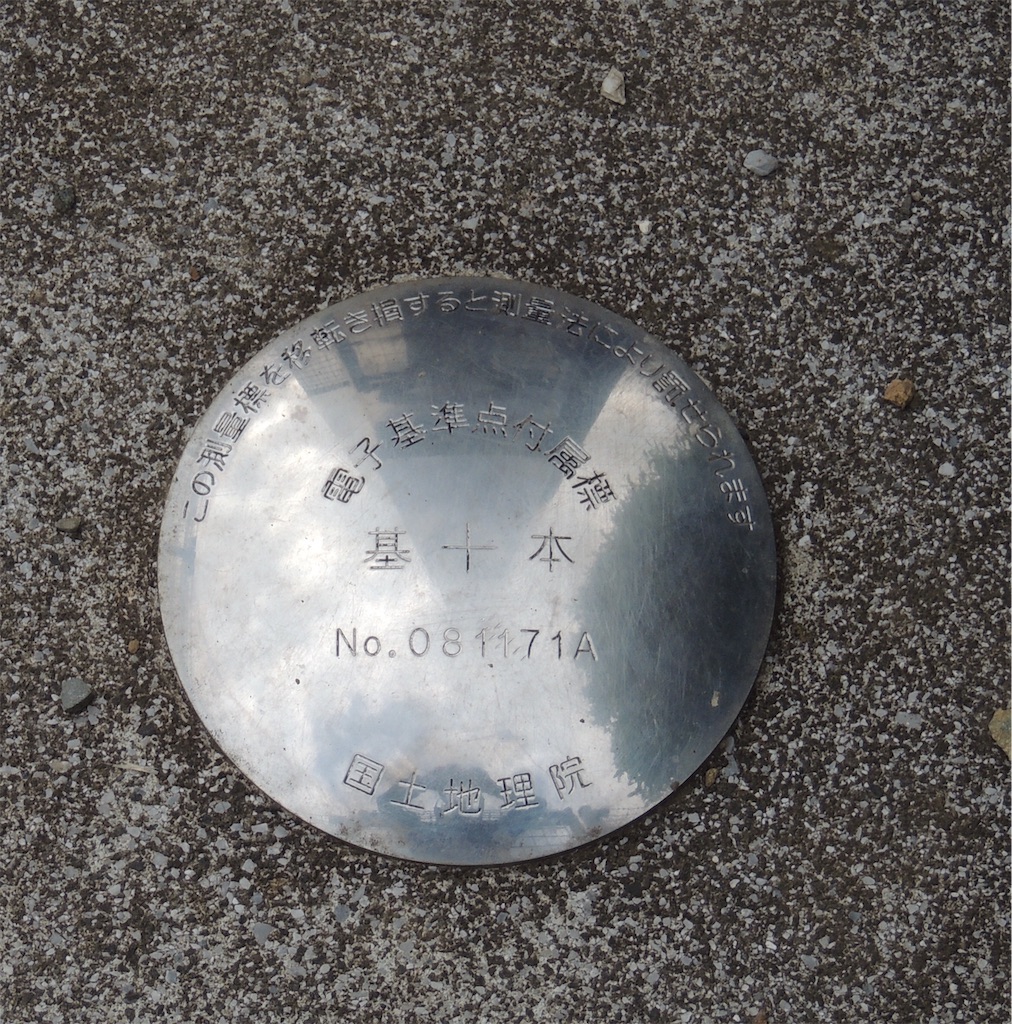 この測量標を移転き損すると測量法により罰せられます
電子基準点付属標
基 本
No.081171A
国土地理院